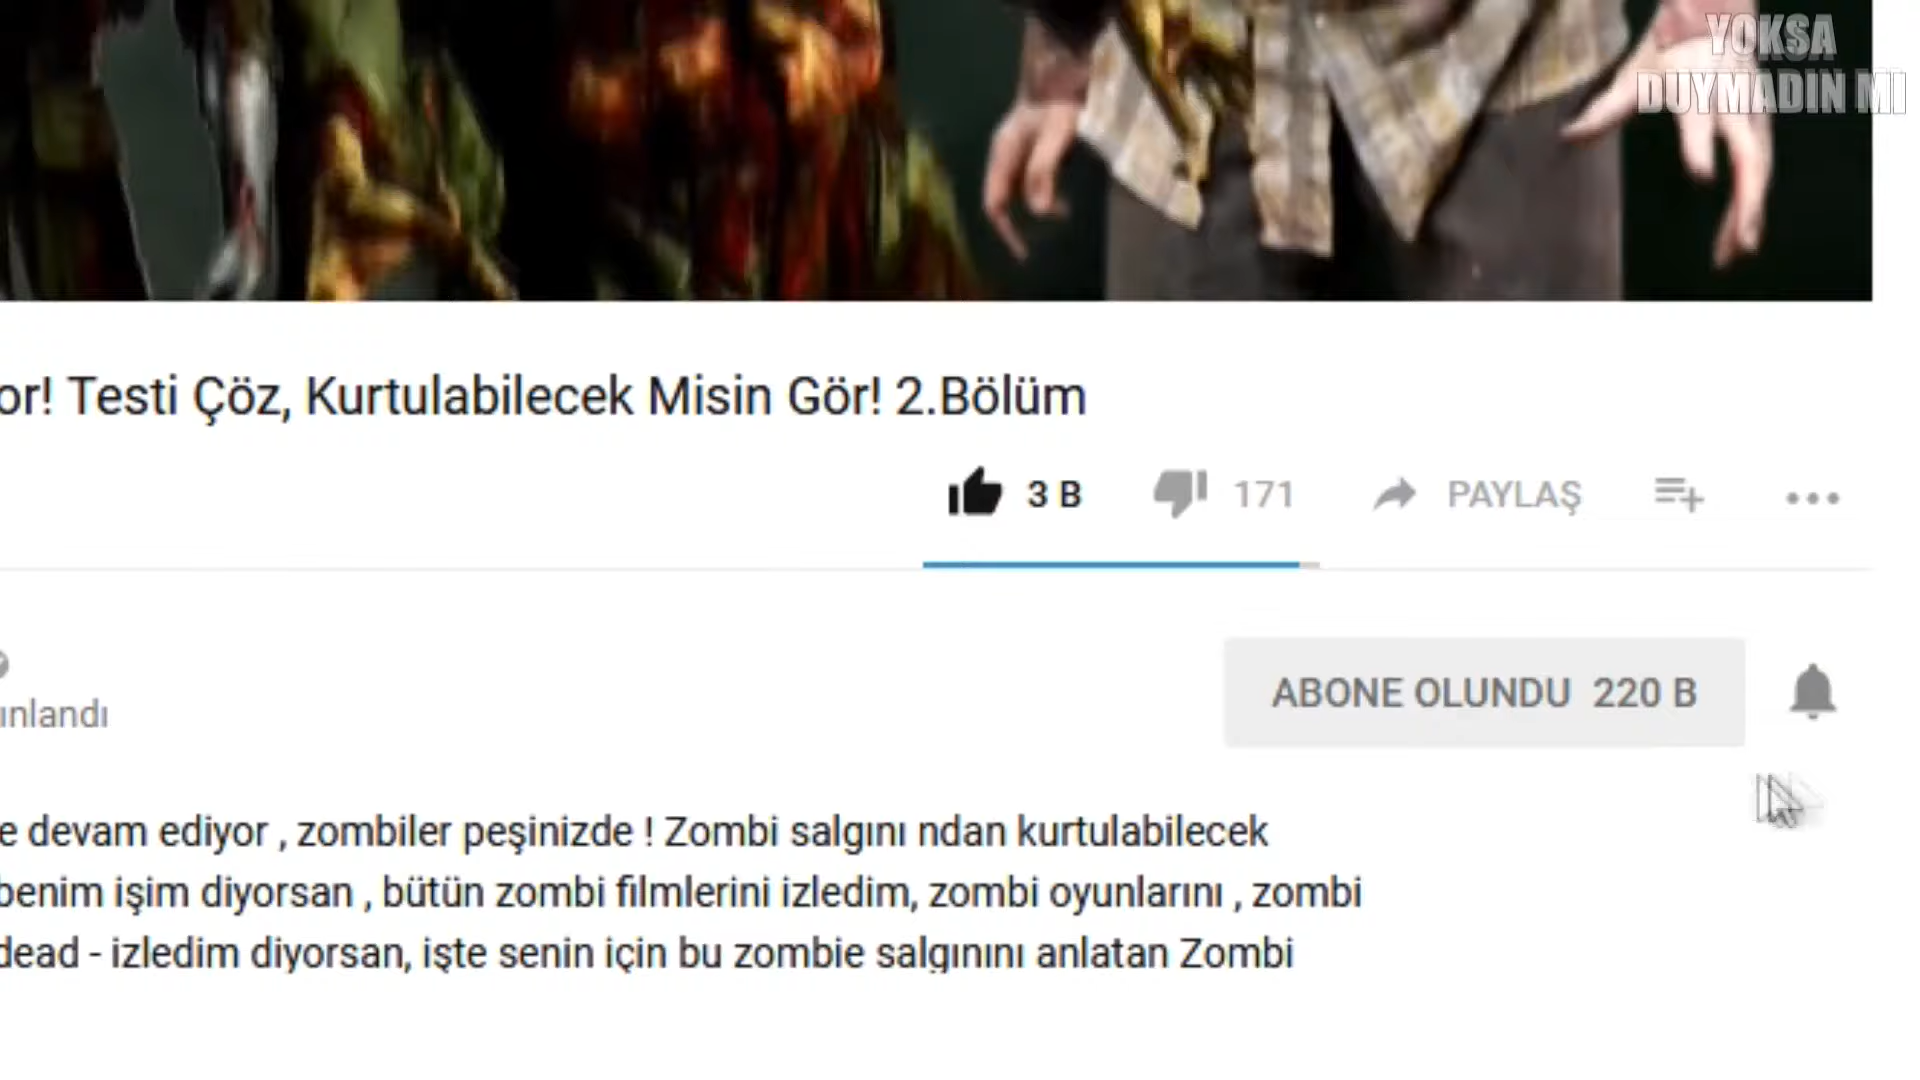 YOKSA
DUYMADIN MI
or! Testi Çöz, Kurtulabilecek Misin Gör! 2.Bölüm
3 B 171 PAYLAŞ
ABONE OLUNDU 220 B
ınlandı
e devam ediyor , zombiler peşinizde ! Zombi salgını ndan kurtulabilecek
benim işim diyorsan , bütün zombi filmlerini izledim, zombi oyunlarını , zombi
dead - izledim diyorsan, işte senin için bu zombie salgınını anlatan Zombi